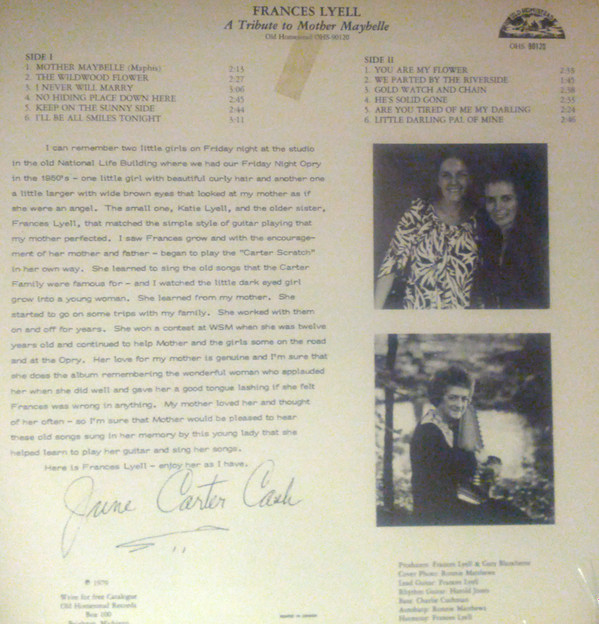 FRANCES LYELL
A Tribute to Mother Maybelle
Old Homestead OHS-90128
OLD HOMESTEAD
OHS 90128
SIDE I
1. MOTHER MAYBELLE (Maphis) 2:15
2. THE WILDWOOD FLOWER 2:27
3. I NEVER WILL MARRY 3:06
4. NO HIDING PLACE DOWN HERE 2:45
5. KEEP ON THE SUNNY SIDE 2:44
6. I'LL BE ALL SMILES TONIGHT 3:11
SIDE II
1. YOU ARE MY FLOWER
2. WE PARTED BY THE RIVERSIDE 1:45
3. GOLD WATCH AND CHAIN 2:38
4. HE'S SOLID GONE
5. ARE YOU TIRED OF ME MY DARLING 2:24
6. LITTLE DARLING PAL OF MINE 2:46
I can remember two little girls on Friday night at the studio
in the old National Life Building where we had our Friday Night Opry
in the 1960's - one little girl with beautiful curly hair and another one
a little larger with wide brown eyes that looked at my mother as if
she were an angel. The small one, Katie Lyell, and the older sister,
Frances Lyell, that matched the simple style of guitar playing that
my mother perfected. I saw Frances grow and with the encourage-
ment of her mother and father - began to play the "Carter Scratch"
in her own way. She learned to sing the old songs that the Carter
Family were famous for - and I watched the little dark eyed girl
grow into a young woman. She learned from my mother. She
started to go on some trips with my family. She worked with them
on and off for years. She won a contest at WSM when she was twelve
years old and continued to help Mother and the girls some on the road
and at the Opry. Her love for my mother is genuine and I'm sure that
she does the album remembering the wonderful woman who applauded
her when she did well and gave her a good tongue lashing if she felt
Frances was wrong in anything. My mother loved her and thought
of her often - so I'm sure that Mother would be pleased to hear
these old songs sung in her memory by this young lady that she
helped learn to play her guitar and sing her songs.
Here is Frances Lyell - enjoy her as I have.
June Carter Cash
℗ 1979
Write for free Catalogue
Old Homestead Records
Box 100
Brighton, Michigan
Producer: Frances Lyell & Gary
Cover Photo: Ronnie Matthews
Lead Guitar: Frances Lyell
Rhythm Guitar: Harold Jones
Bass: Charlie Cushman
Autoharp: Ronnie Matthews
Harmony: Frances Lyell